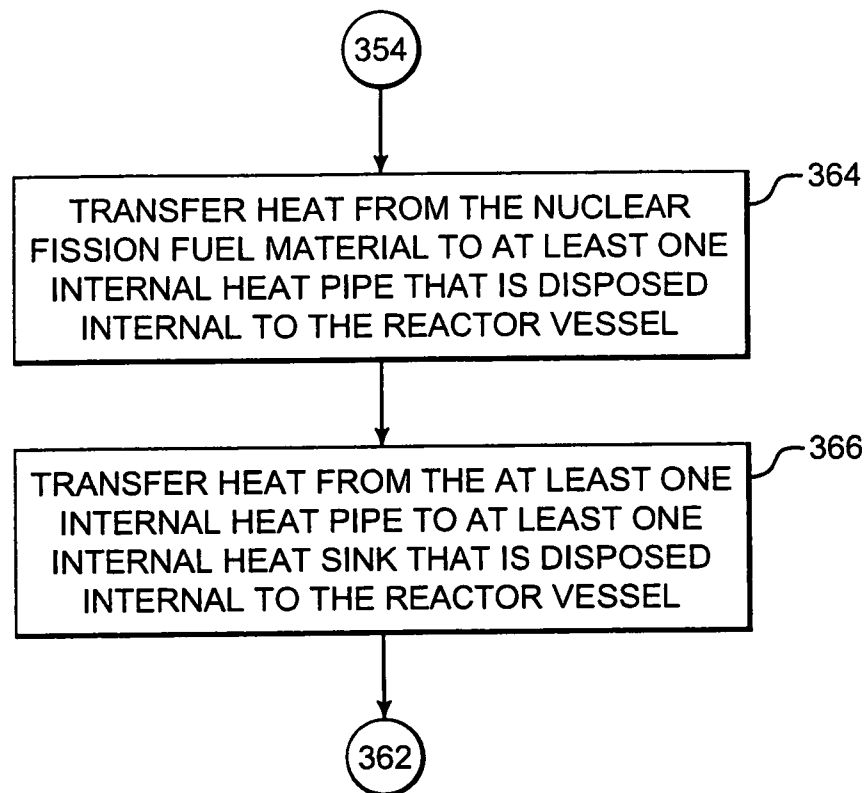 354
364
TRANSFER HEAT FROM THE NUCLEAR
FISSION FUEL MATERIAL TO AT LEAST ONE
INTERNAL HEAT PIPE THAT IS DISPOSED
INTERNAL TO THE REACTOR VESSEL
366
TRANSFER HEAT FROM THE AT LEAST ONE
INTERNAL HEAT PIPE TO AT LEAST ONE
INTERNAL HEAT SINK THAT IS DISPOSED
INTERNAL TO THE REACTOR VESSEL
362